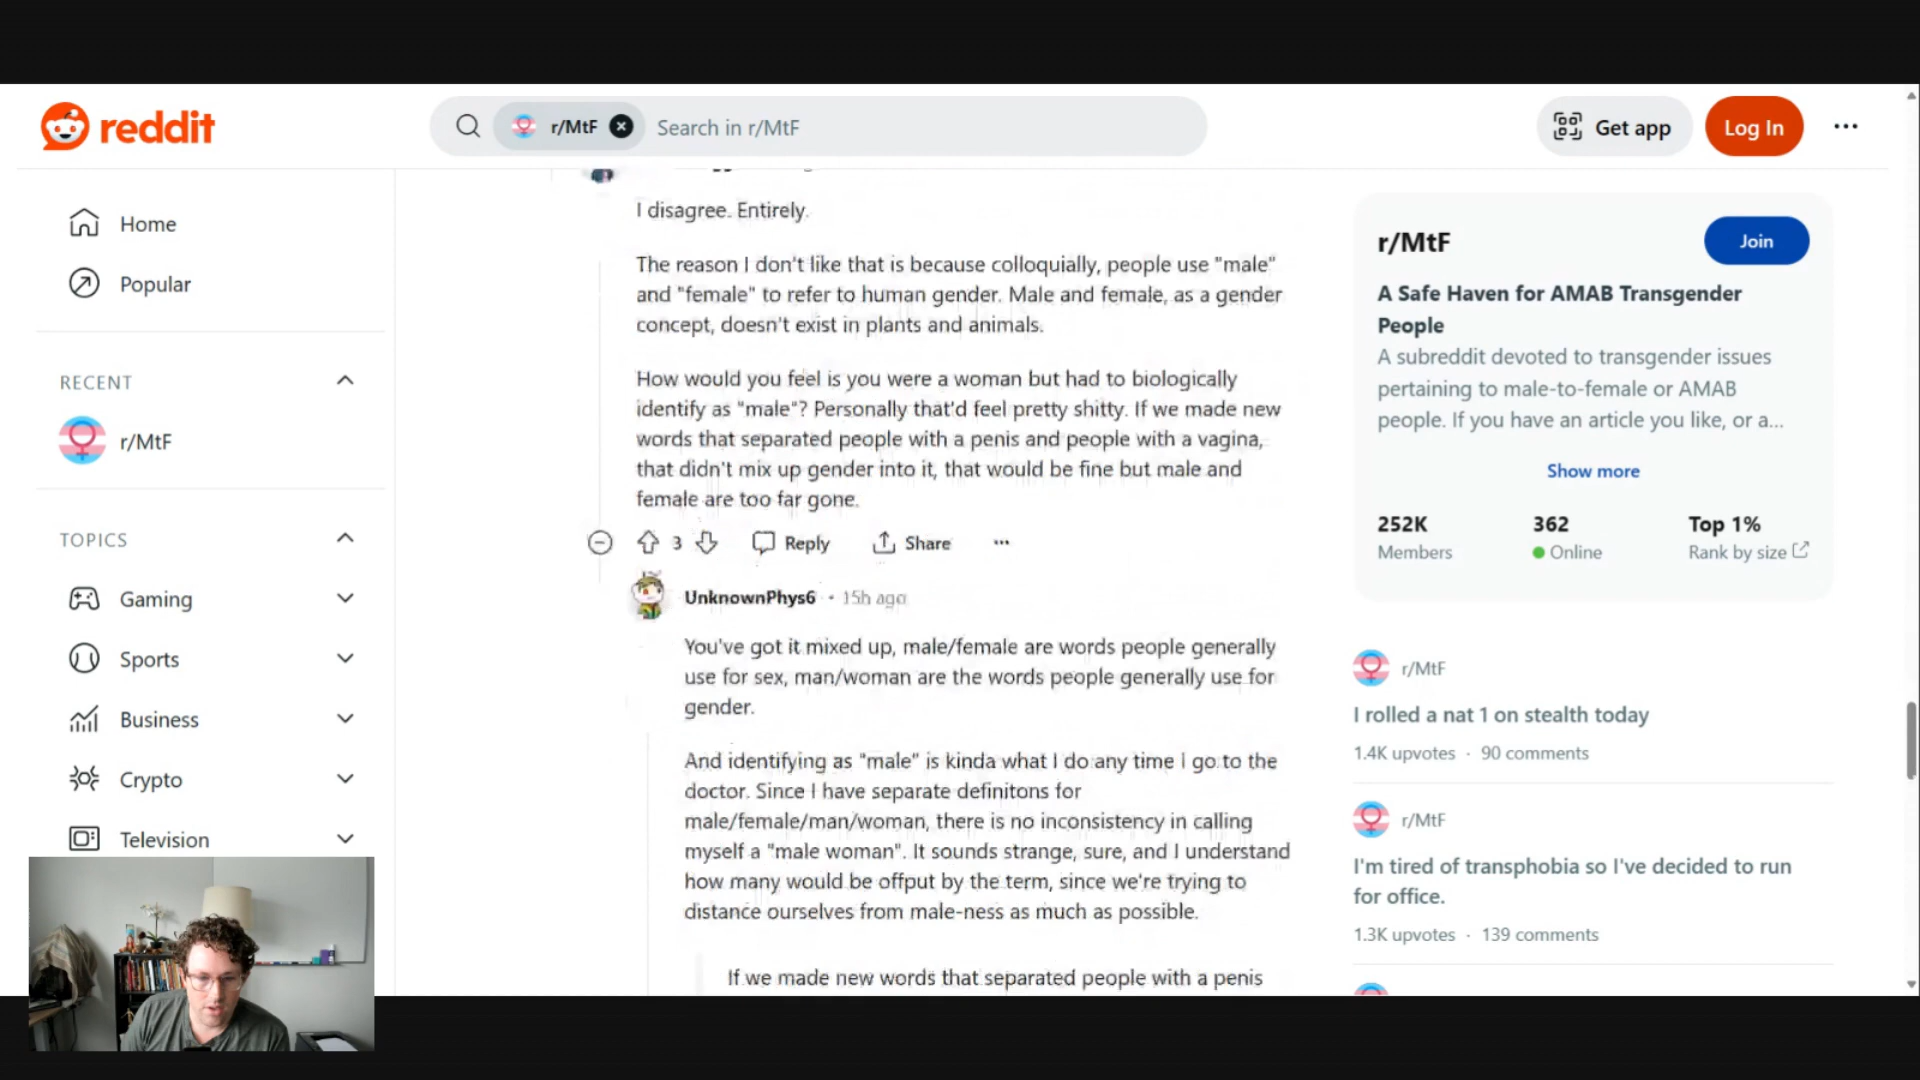 reddit
r/MtF
Search in r/MtF
Get app
Log In
Home
Popular
RECENT
r/MtF
TOPICS
Gaming
Sports
Business
Crypto
Television
I disagree. Entirely.
The reason I don't like that is because colloquially, people use "male"
and "female" to refer to human gender. Male and female, as a gender
concept, doesn't exist in plants and animals.
How would you feel is you were a woman but had to biologically
identify as "male"? Personally that'd feel pretty shitty. If we made new
words that separated people with a penis and people with a vagina,
that didn't mix up gender into it, that would be fine but male and
female are too far gone.
3
Reply
Share
UnknownPhys6 • 15h ago
You've got it mixed up, male/female are words people generally
use for sex, man/woman are the words people generally use for
gender.
And identifying as "male" is kinda what I do any time I go to the
doctor. Since I have separate definitons for
male/female/man/woman, there is no inconsistency in calling
myself a "male woman". It sounds strange, sure, and I understand
how many would be offput by the term, since we're trying to
distance ourselves from male-ness as much as possible.
If we made new words that separated people with a penis
r/MtF
Join
A Safe Haven for AMAB Transgender
People
A subreddit devoted to transgender issues
pertaining to male-to-female or AMAB
people. If you have an article you like, or a...
Show more
252K
362
Top 1%
Members
Online
Rank by size
r/MtF
I rolled a nat 1 on stealth today
1.4K upvotes · 90 comments
r/MtF
I'm tired of transphobia so I've decided to run
for office.
1.3K upvotes · 139 comments